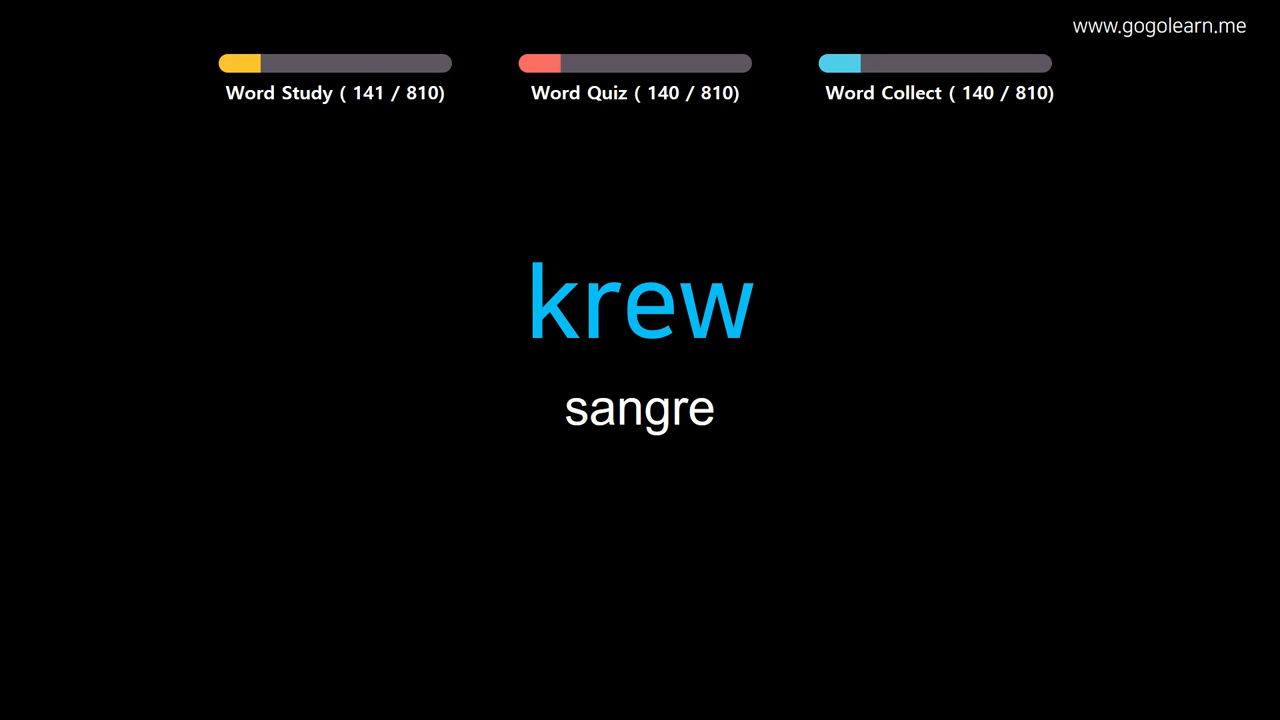 www.gogolearn.me
Word Study ( 141 / 810)
Word Quiz ( 140 / 810)
Word Collect ( 140 / 810)
krew
sangre